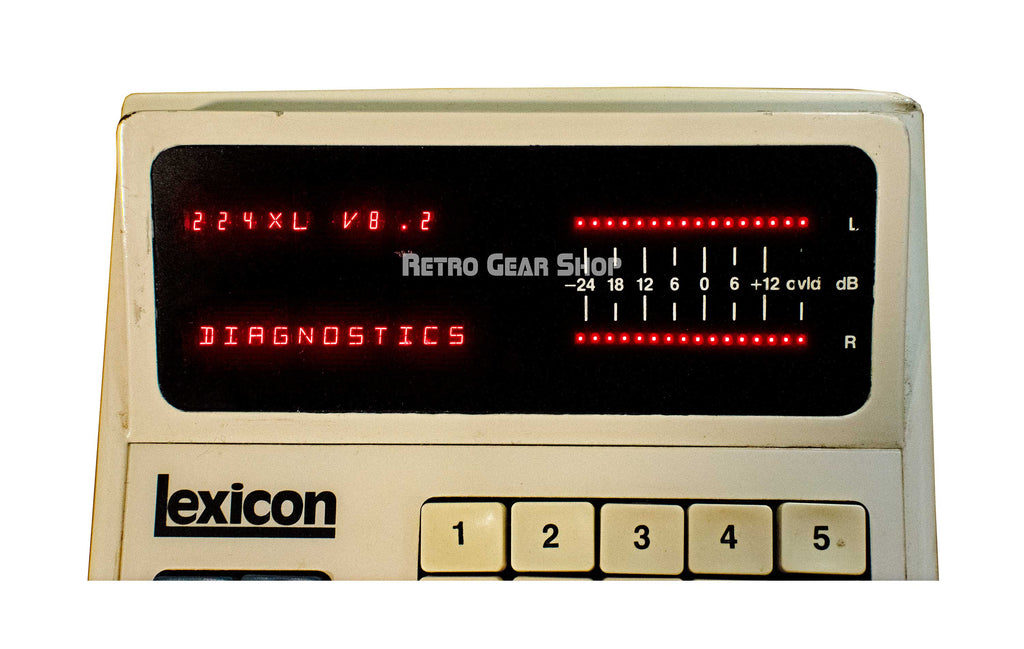 224XL V8.2
L
RETRO GEAR SHOP
–24 18 12 6 0 6 +12 ovld dB
DIAGNOSTICS
R
lexicon
1 2 3 4 5